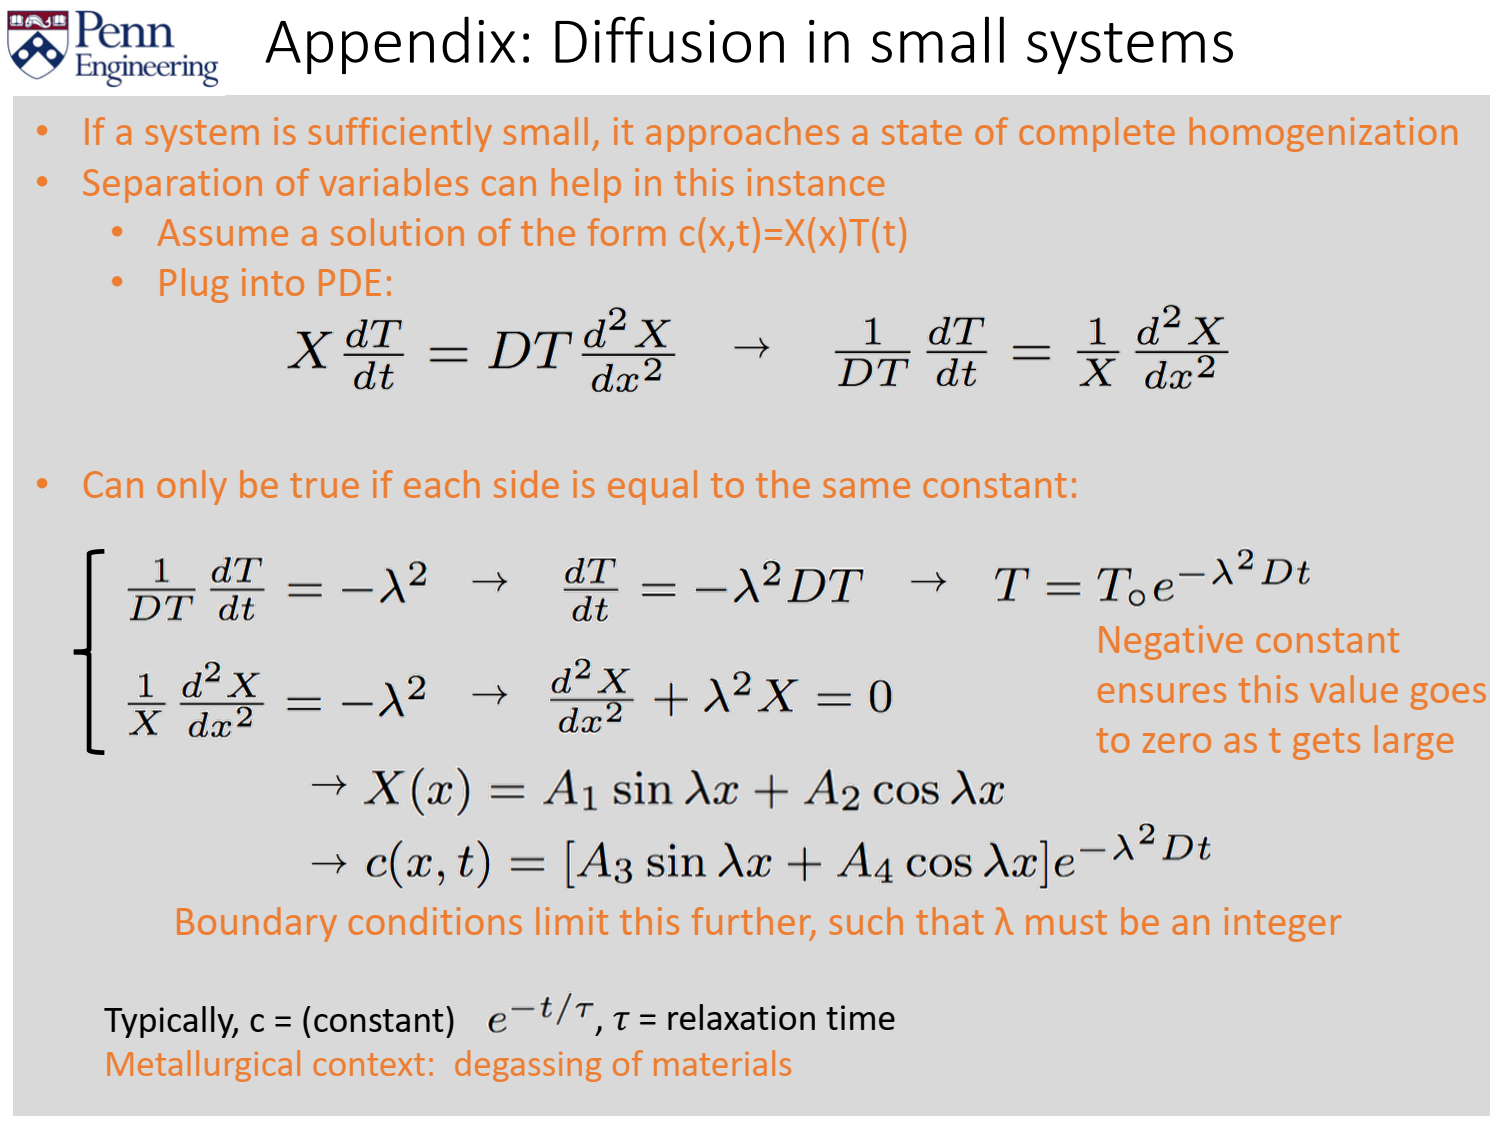 Penn
Engineering
Appendix: Diffusion in small systems
• If a system is sufficiently small, it approaches a state of complete homogenization
• Separation of variables can help in this instance
• Assume a solution of the form c(x,t)=X(x)T(t)
• Plug into PDE:
$X\frac{dT}{dt} = DT\frac{d^2X}{dx^2} \rightarrow \frac{1}{DT}\frac{dT}{dt} = \frac{1}{X}\frac{d^2X}{dx^2}$
• Can only be true if each side is equal to the same constant:
$\frac{1}{DT}\frac{dT}{dt} = -\lambda^2 \rightarrow \frac{dT}{dt} = -\lambda^2 DT \rightarrow T = T_\circ e^{-\lambda^2 Dt}$
Negative constant
ensures this value goes
to zero as t gets large
$\frac{1}{X}\frac{d^2X}{dx^2} = -\lambda^2 \rightarrow \frac{d^2X}{dx^2} + \lambda^2 X = 0$
$\rightarrow X(x) = A_1 \sin \lambda x + A_2 \cos \lambda x$
$\rightarrow c(x,t) = [A_3 \sin \lambda x + A_4 \cos \lambda x]e^{-\lambda^2 Dt}$
Boundary conditions limit this further, such that λ must be an integer
Typically, c = (constant) $e^{-t/\tau}$, τ = relaxation time
Metallurgical context: degassing of materials